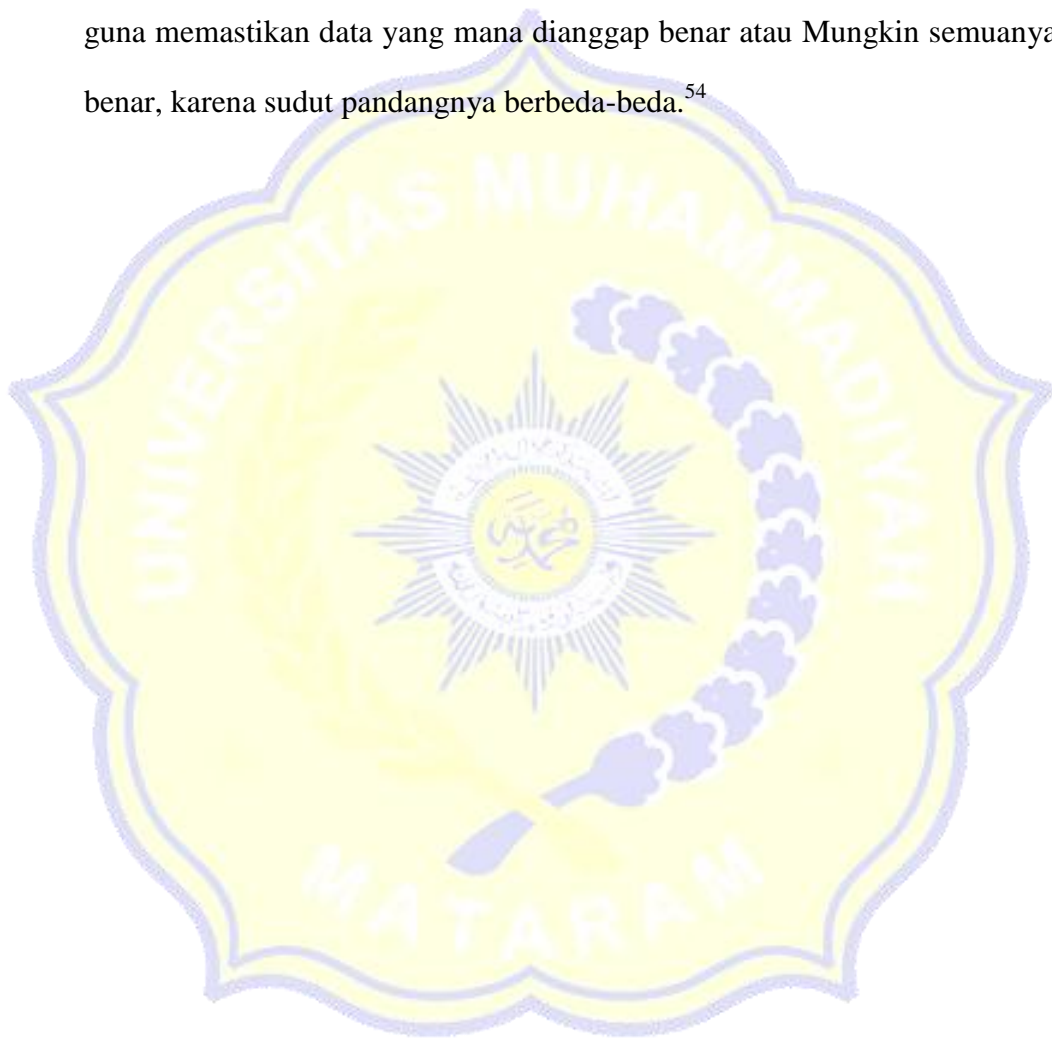 guna memastikan data yang mana dianggap benar atau Mungkin semuanya
benar, karena sudut pandangnya berbeda-beda.54
UNIVERSITAS MUHAMMADIYAH
MATARAM